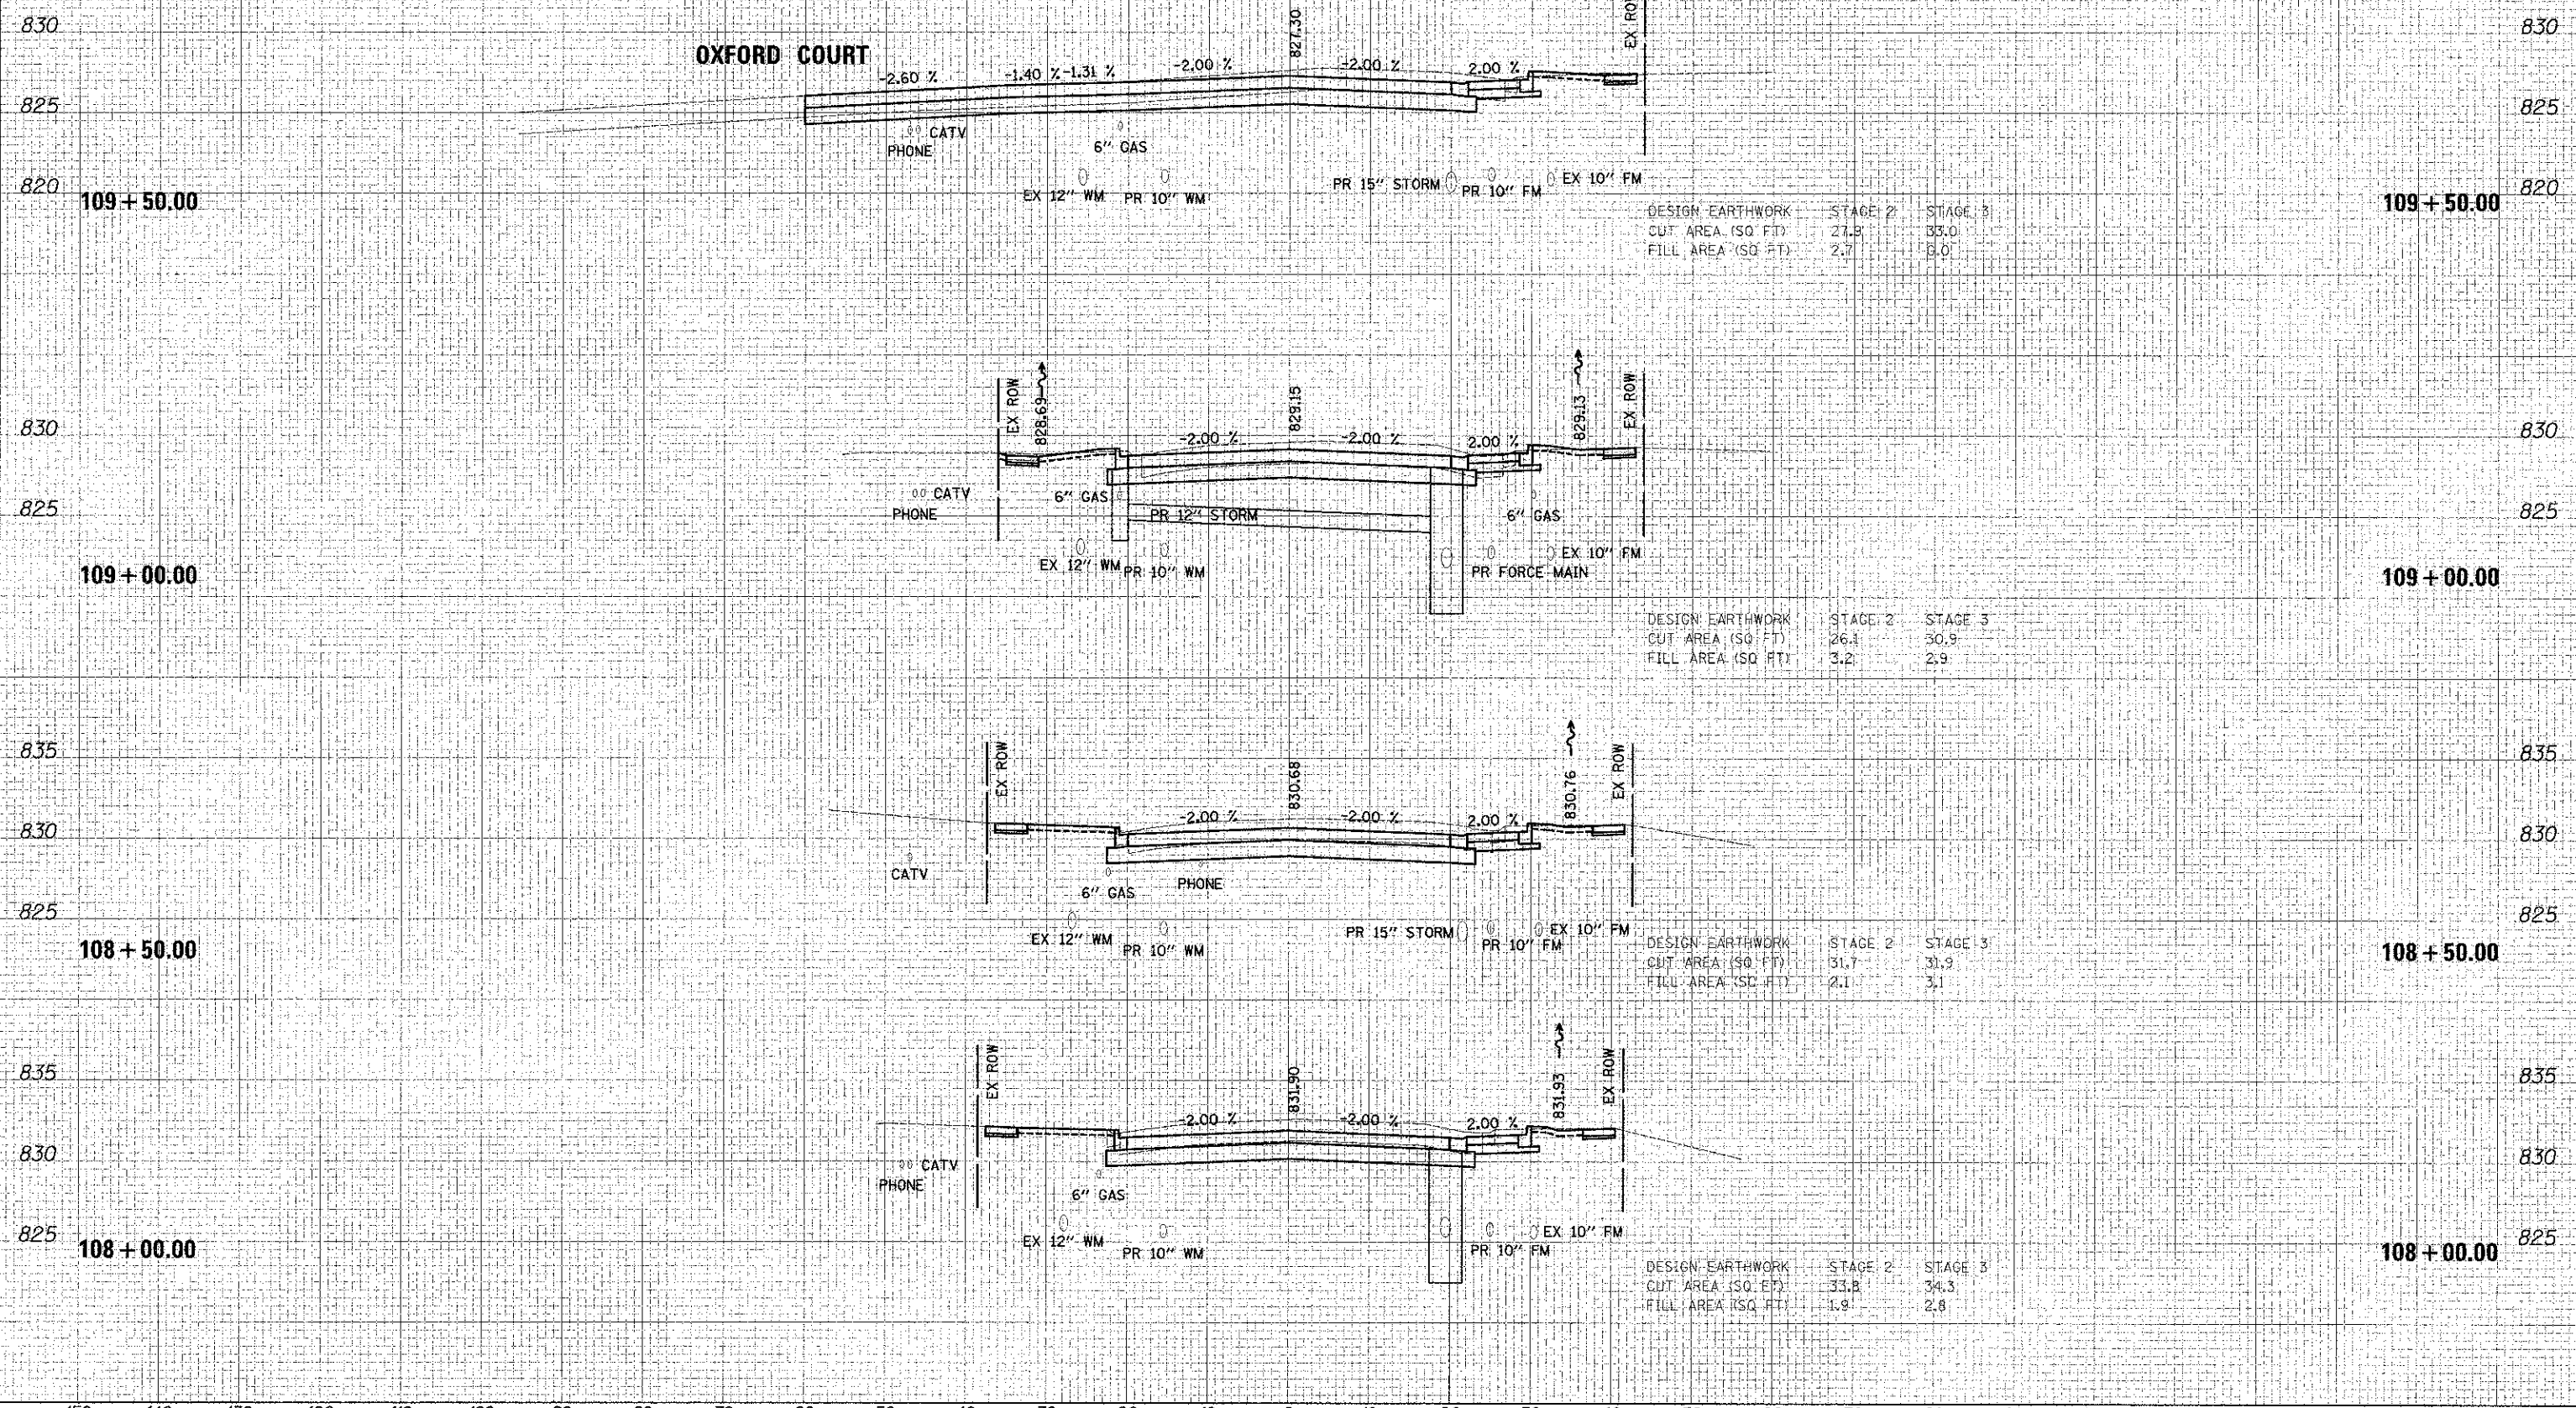 830 827.30 EX RO 830
OXFORD COURT
-2.60 % -1.40 % -1.31 % -2.00 % -2.00 % 2.00 %
825 825
CATV
PHONE 6" GAS
820 EX 12" WM PR 10" WM PR 15" STORM PR 10" FM EX 10" FM 820
109+50.00 109+50.00
DESIGN EARTHWORK STAGE 2 STAGE 3
CUT AREA (SQ FT) 27.9 33.0
FILL AREA (SQ FT) 2.7 0.0
EX ROW 828.69 829.15 829.13 EX ROW
830 -2.00 % -2.00 % 2.00 % 830
CATV 6" GAS
825 PHONE PR 12" STORM 6" GAS 825
EX 12" WM PR 10" WM PR FORCE MAIN EX 10" FM
109+00.00 109+00.00
DESIGN EARTHWORK STAGE 2 STAGE 3
CUT AREA (SQ FT) 26.1 30.9
FILL AREA (SQ FT) 3.2 2.9
835 EX ROW 830.68 830.76 EX ROW 835
830 -2.00 % -2.00 % 2.00 % 830
CATV 6" GAS PHONE
825 825
EX 12" WM PR 10" WM PR 15" STORM PR 10" FM EX 10" FM
108+50.00 108+50.00
DESIGN EARTHWORK STAGE 2 STAGE 3
CUT AREA (SQ FT) 31.7 31.9
FILL AREA (SQ FT) 2.1 3.1
835 EX ROW 831.90 831.93 EX ROW 835
-2.00 % -2.00 % 2.00 %
830 CATV 830
PHONE 6" GAS
825 EX 12" WM PR 10" WM PR 10" FM EX 10" FM 825
108+00.00 108+00.00
DESIGN EARTHWORK STAGE 2 STAGE 3
CUT AREA (SQ FT) 33.8 34.3
FILL AREA (SQ FT) 1.9 2.8